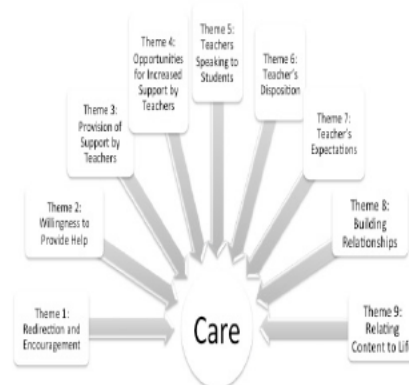 Theme 1:
Redirection and
Encouragement
Theme 2:
Willingness to
Provide Help
Theme 3:
Provision of
Support by
Teachers
Theme 4:
Opportunities
for Increased
Support by
Teachers
Theme 5:
Teachers
Speaking to
Students
Theme 6:
Teacher's
Disposition
Theme 7:
Teacher's
Expectations
Theme 8:
Building
Relationships
Theme 9:
Relating
Content to Life
Care